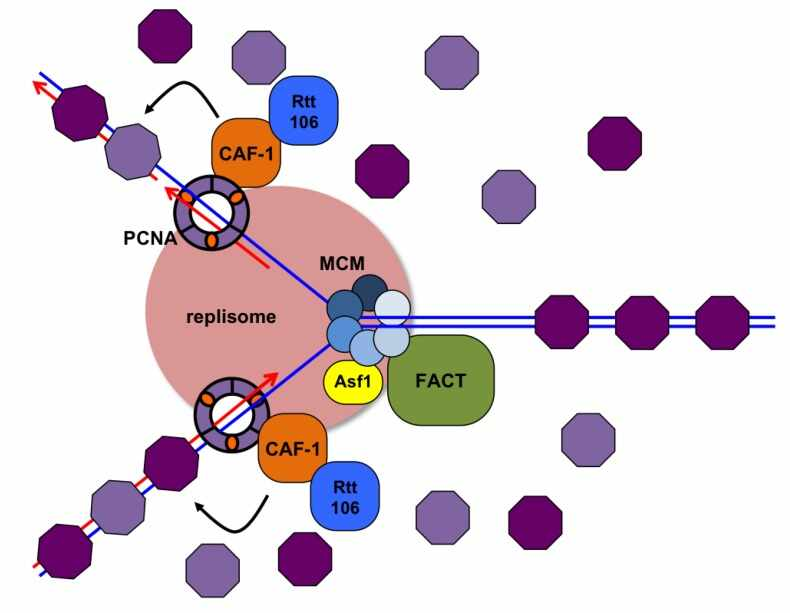 Rtt
106
CAF-1
PCNA
MCM
replisome
Asf1
FACT
CAF-1
Rtt
106